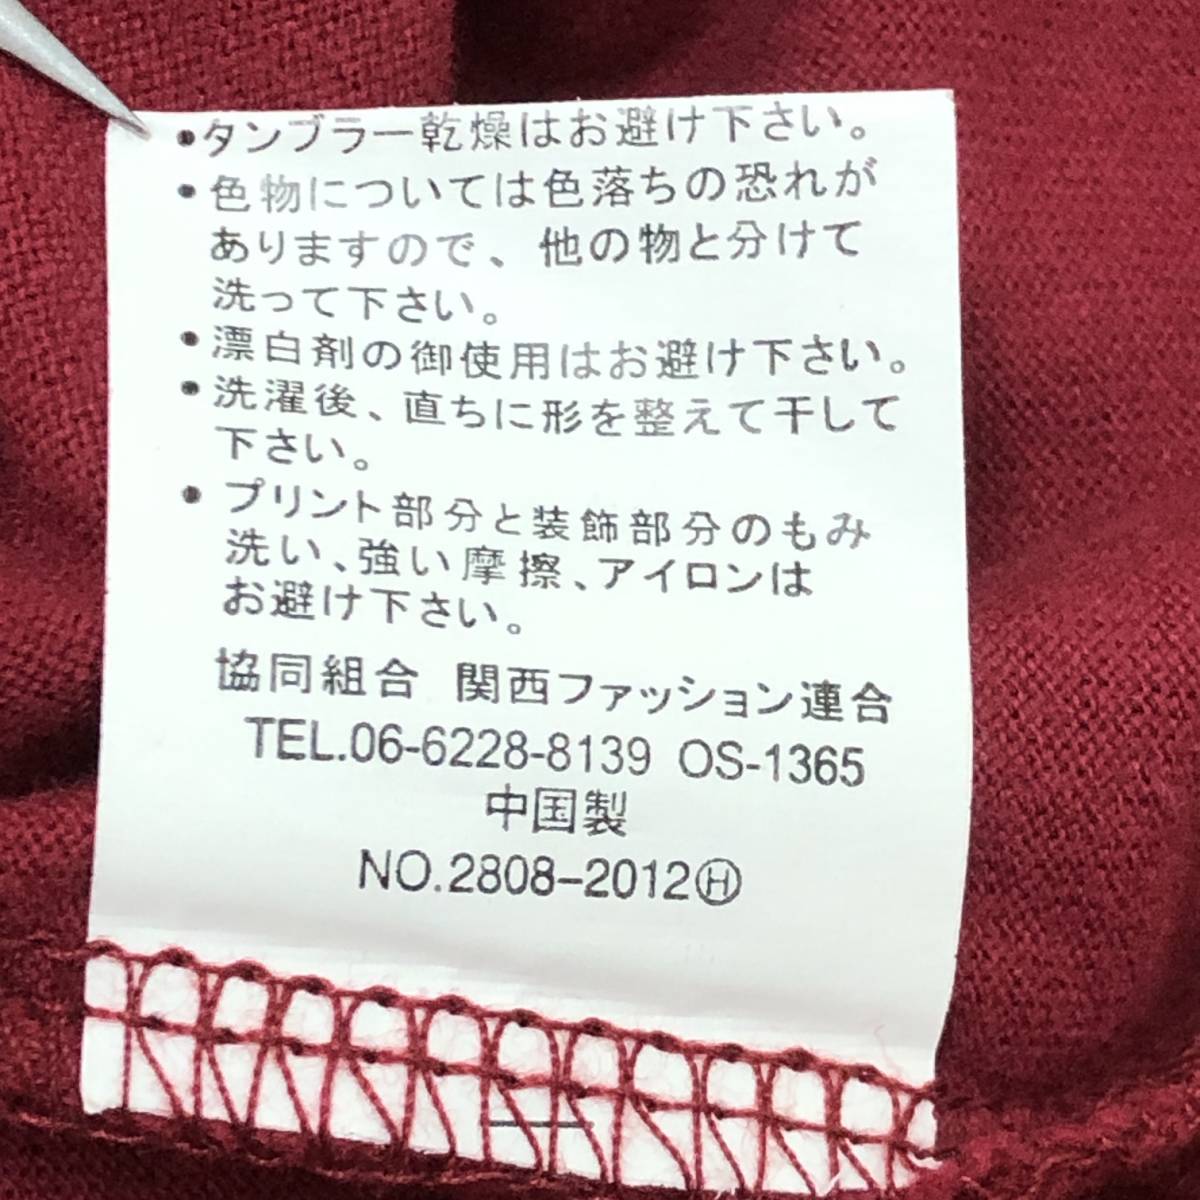 •タンブラー乾燥はお避け下さい。
•色物については色落ちの恐れが
ありますので、他の物と分けて
洗って下さい。
•漂白剤の御使用はお避け下さい。
•洗濯後、直ちに形を整えて干して
下さい。
•プリント部分と装飾部分のもみ
洗い、強い摩擦、アイロンは
お避け下さい。
協同組合 関西ファッション連合
TEL.06-6228-8139 OS-1365
中国製
NO.2808-2012Ⓗ